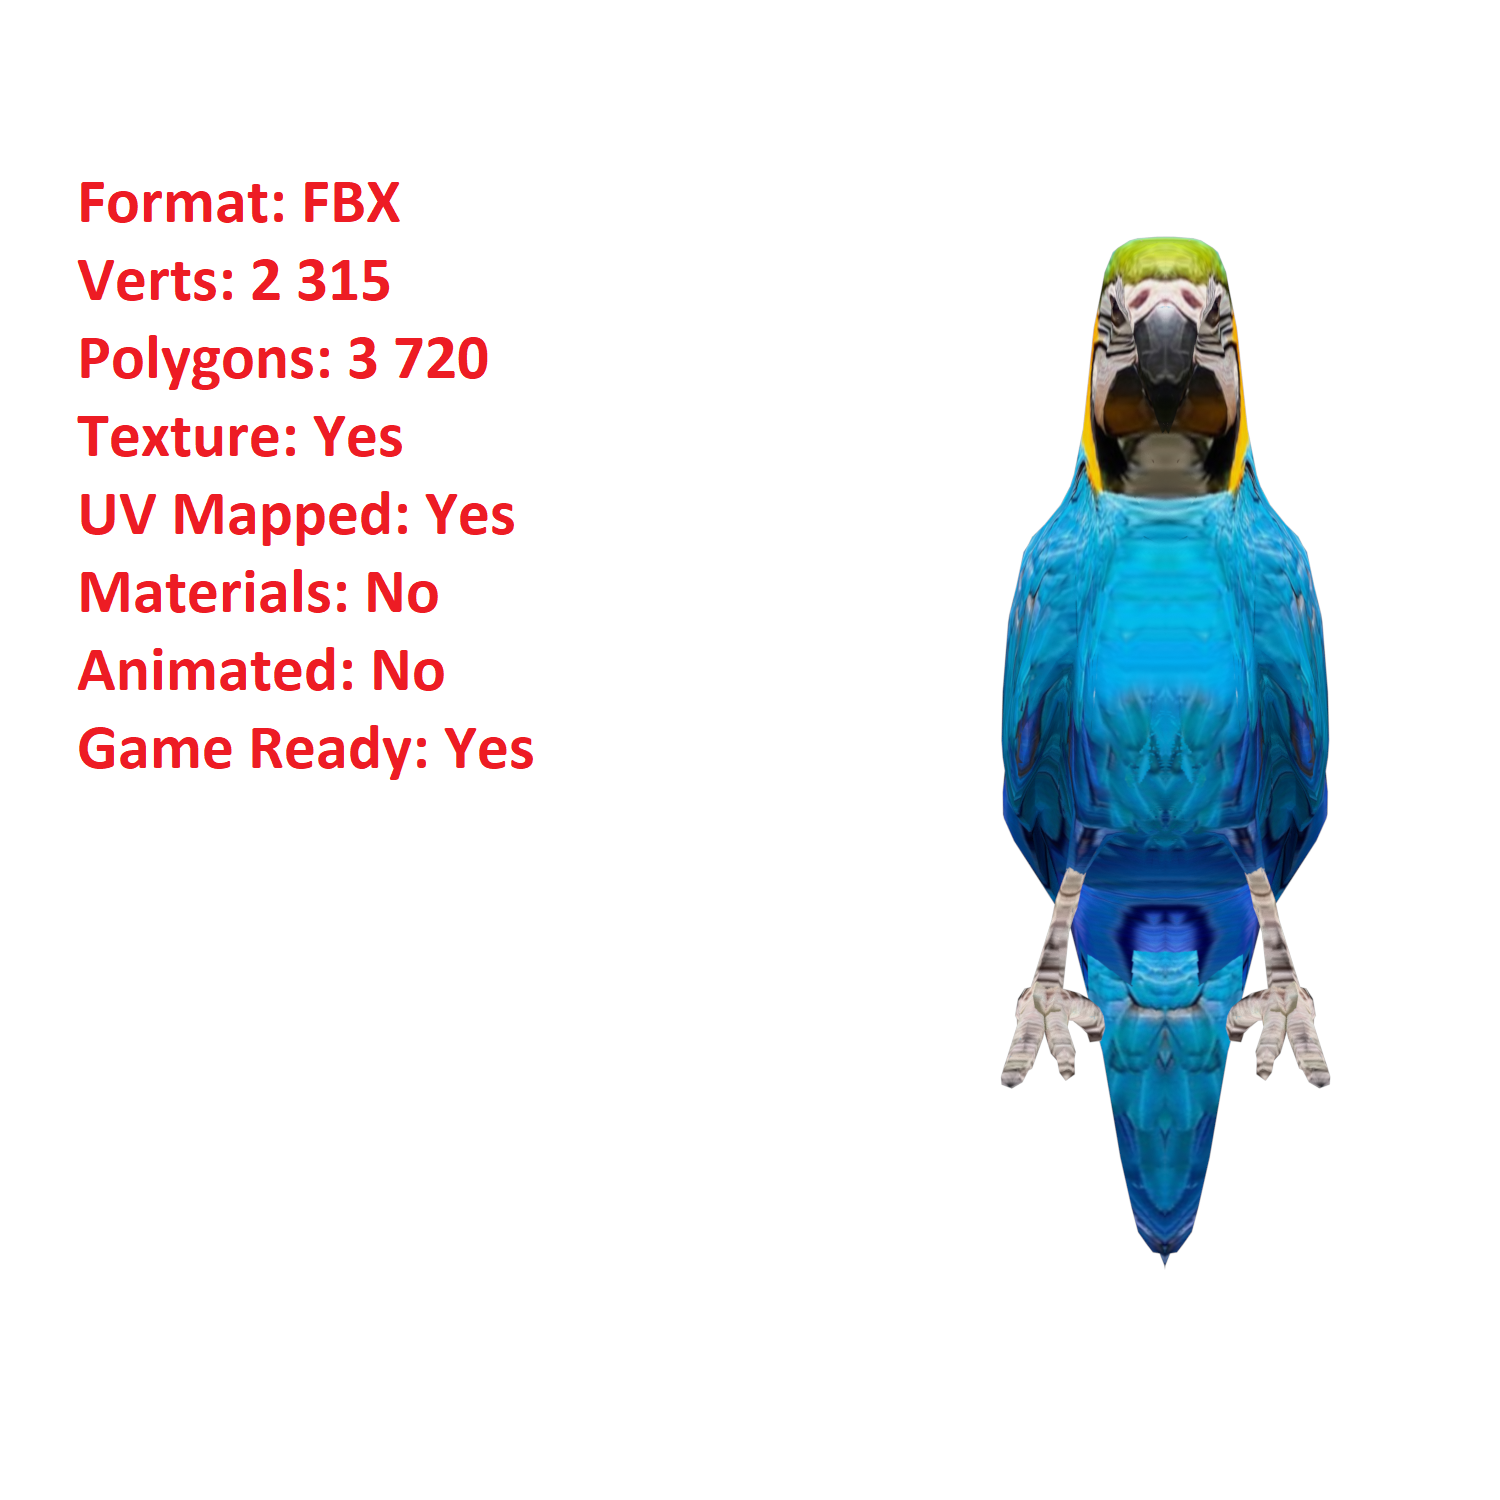 Format: FBX
Verts: 2 315
Polygons: 3 720
Texture: Yes
UV Mapped: Yes
Materials: No
Animated: No
Game Ready: Yes